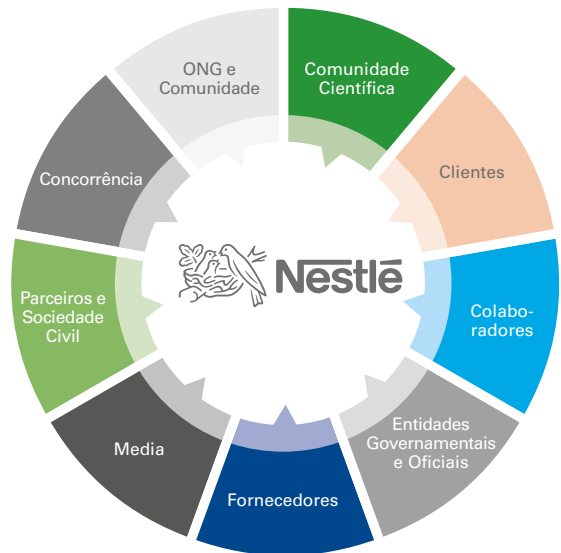 Comunidade
Científica
Clientes
Colabo-
radores
Entidades
Governamentais
e Oficiais
Fornecedores
Media
Parceiros e
Sociedade
Civil
Concorrência
ONG e
Comunidade
Nestlé